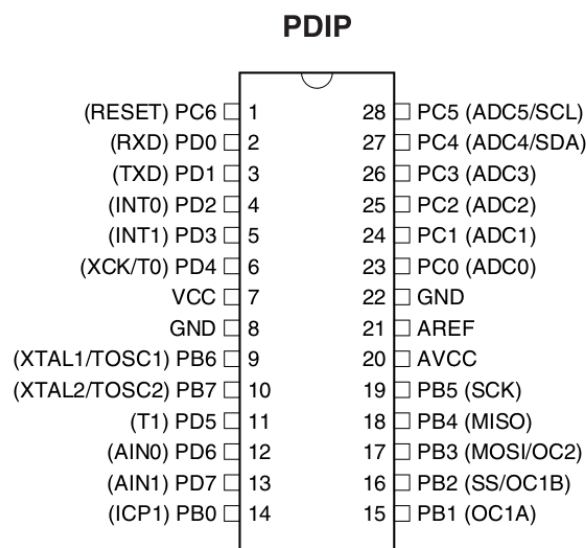 PDIP
(RESET) PC6 1 28 PC5 (ADC5/SCL)
(RXD) PD0 2 27 PC4 (ADC4/SDA)
(TXD) PD1 3 26 PC3 (ADC3)
(INT0) PD2 4 25 PC2 (ADC2)
(INT1) PD3 5 24 PC1 (ADC1)
(XCK/T0) PD4 6 23 PC0 (ADC0)
VCC 7 22 GND
GND 8 21 AREF
(XTAL1/TOSC1) PB6 9 20 AVCC
(XTAL2/TOSC2) PB7 10 19 PB5 (SCK)
(T1) PD5 11 18 PB4 (MISO)
(AIN0) PD6 12 17 PB3 (MOSI/OC2)
(AIN1) PD7 13 16 PB2 (SS/OC1B)
(ICP1) PB0 14 15 PB1 (OC1A)